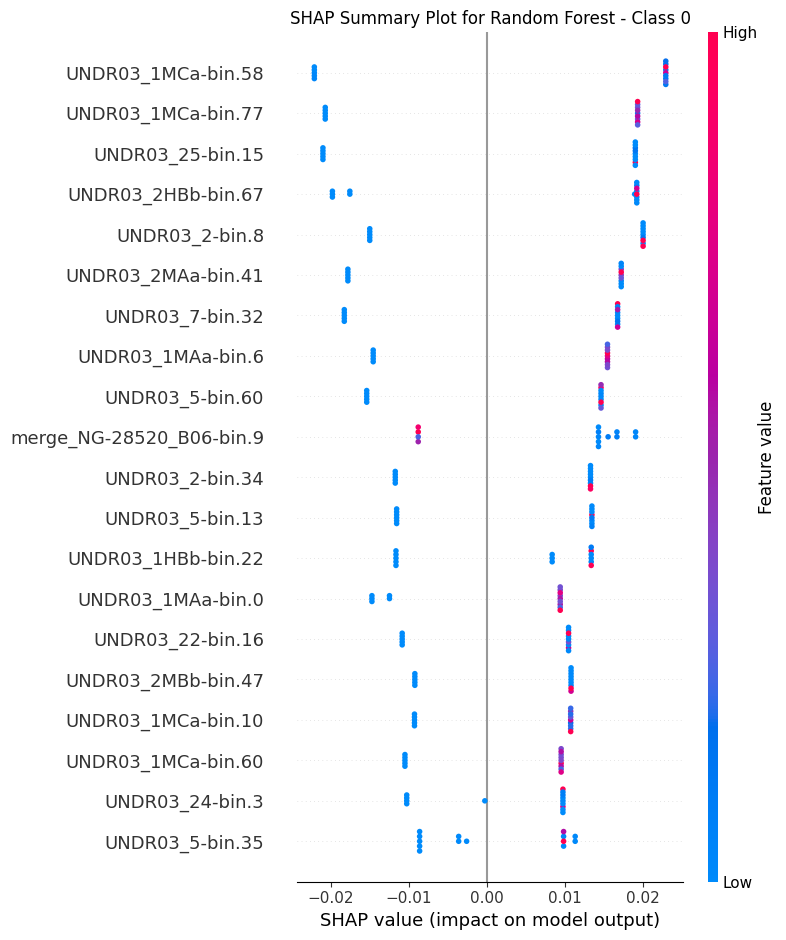 SHAP Summary Plot for Random Forest - Class 0
High
UNDR03_1MCa-bin.58
UNDR03_1MCa-bin.77
UNDR03_25-bin.15
UNDR03_2HBb-bin.67
UNDR03_2-bin.8
UNDR03_2MAa-bin.41
UNDR03_7-bin.32
UNDR03_1MAa-bin.6
UNDR03_5-bin.60
merge_NG-28520_B06-bin.9
UNDR03_2-bin.34
UNDR03_5-bin.13
UNDR03_1HBb-bin.22
UNDR03_1MAa-bin.0
UNDR03_22-bin.16
UNDR03_2MBb-bin.47
UNDR03_1MCa-bin.10
UNDR03_1MCa-bin.60
UNDR03_24-bin.3
UNDR03_5-bin.35
Feature value
Low
−0.02 −0.01 0.00 0.01 0.02
SHAP value (impact on model output)